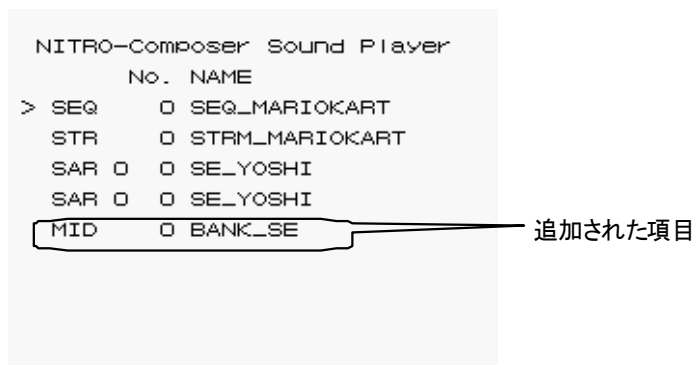 NITRO-Composer Sound Player
No. NAME
> SEQ 0 SEQ_MARIOKART
STR 0 STRM_MARIOKART
SAR 0 0 SE_YOSHI
SAR 0 0 SE_YOSHI
MID 0 BANK_SE
追加された項目